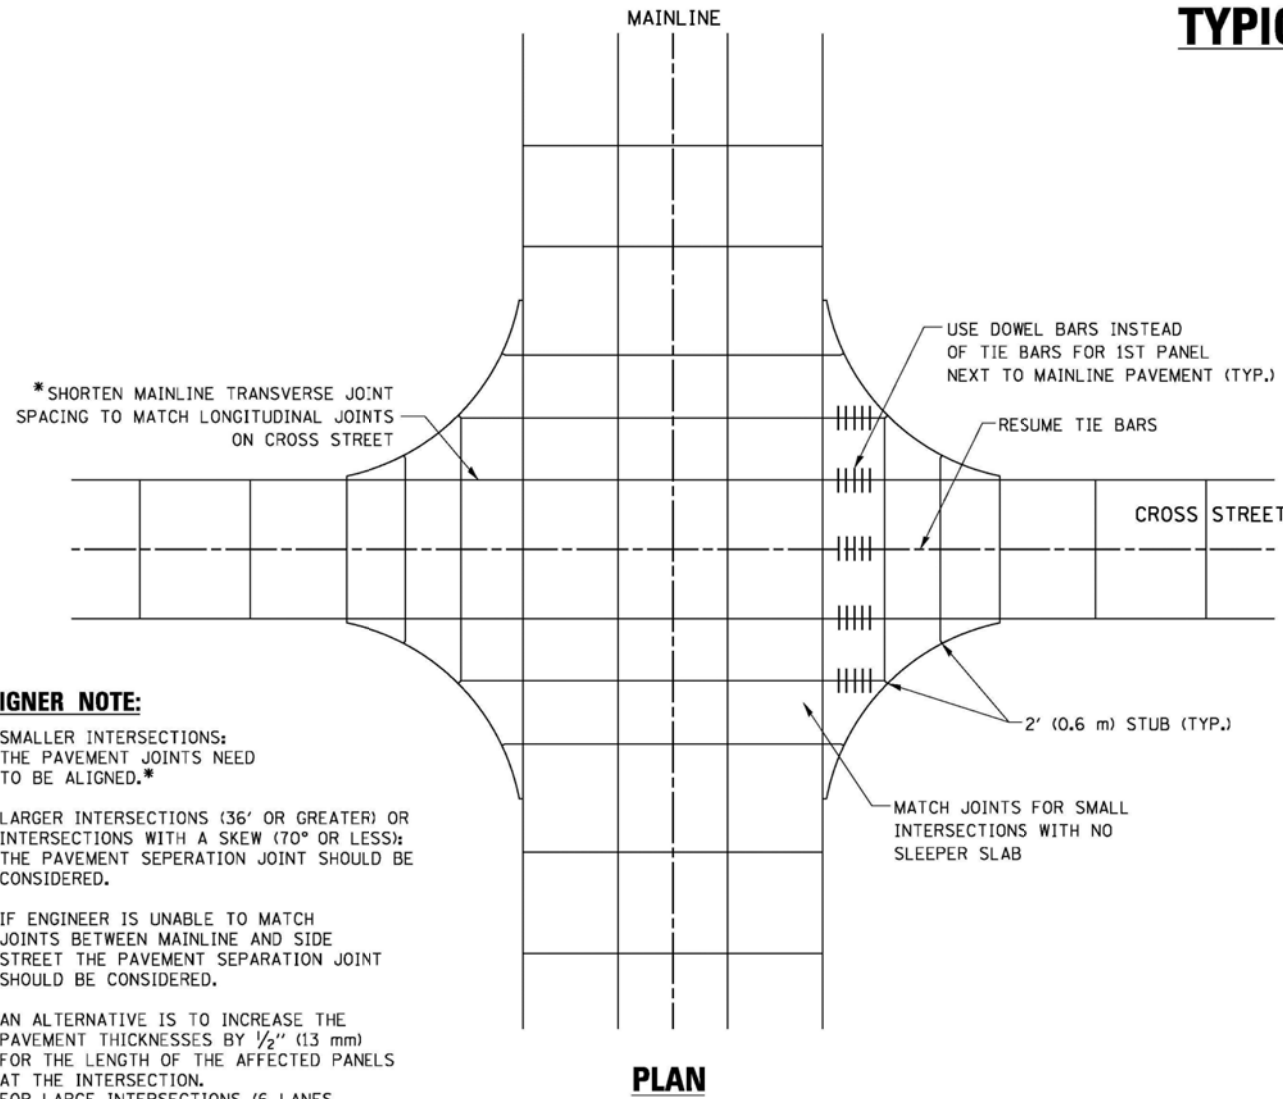 MAINLINE
TYPIC
USE DOWEL BARS INSTEAD
OF TIE BARS FOR 1ST PANEL
NEXT TO MAINLINE PAVEMENT (TYP.)
*SHORTEN MAINLINE TRANSVERSE JOINT
SPACING TO MATCH LONGITUDINAL JOINTS
ON CROSS STREET
RESUME TIE BARS
CROSS STREET
2' (0.6 m) STUB (TYP.)
MATCH JOINTS FOR SMALL
INTERSECTIONS WITH NO
SLEEPER SLAB
IGNER NOTE:
SMALLER INTERSECTIONS:
THE PAVEMENT JOINTS NEED
TO BE ALIGNED.*
LARGER INTERSECTIONS (36' OR GREATER) OR
INTERSECTIONS WITH A SKEW (70° OR LESS):
THE PAVEMENT SEPERATION JOINT SHOULD BE
CONSIDERED.
IF ENGINEER IS UNABLE TO MATCH
JOINTS BETWEEN MAINLINE AND SIDE
STREET THE PAVEMENT SEPARATION JOINT
SHOULD BE CONSIDERED.
AN ALTERNATIVE IS TO INCREASE THE
PAVEMENT THICKNESSES BY ½" (13 mm)
FOR THE LENGTH OF THE AFFECTED PANELS
AT THE INTERSECTION.
FOR LARGE INTERSECTIONS (6 LANES
PLAN